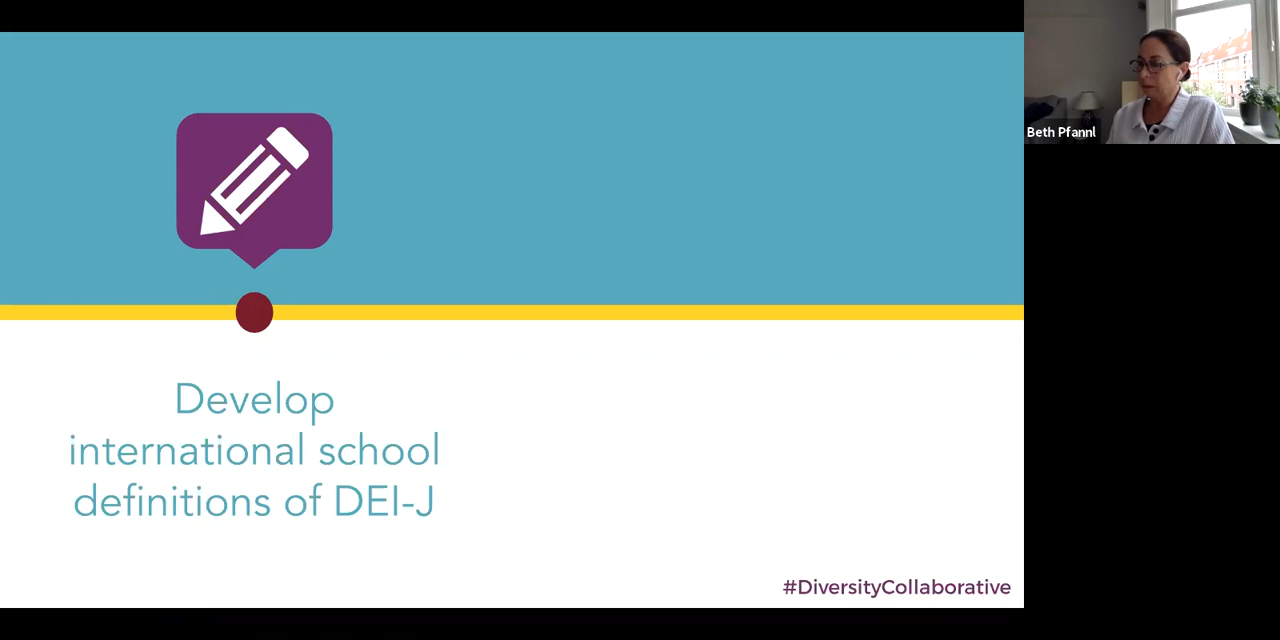 Beth Pfannl
Develop
international school
definitions of DEI-J
#DiversityCollaborative